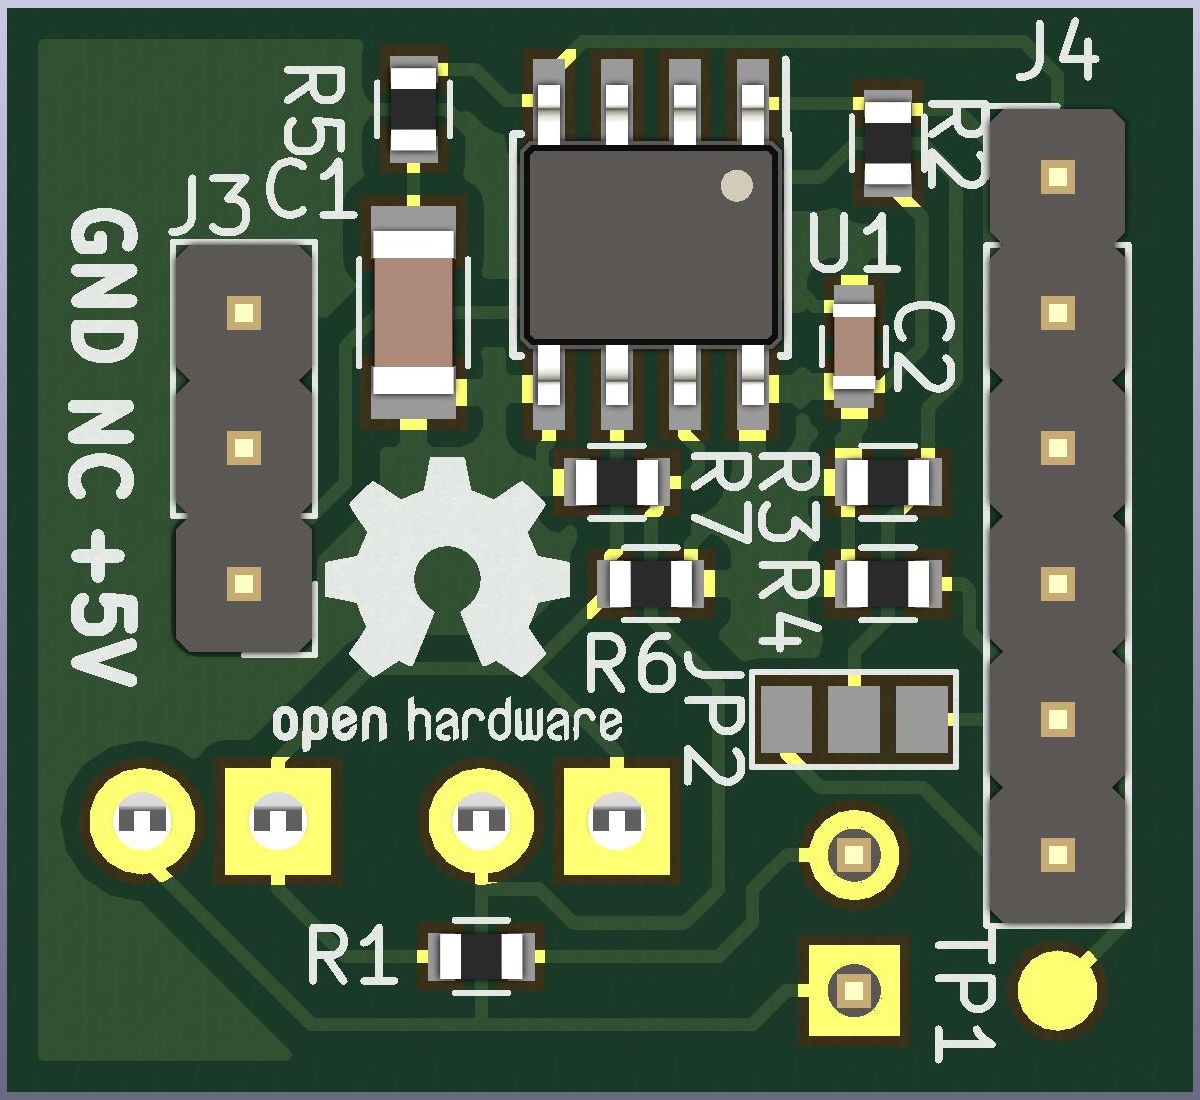 J4
R5
R2
C1
J3
U1
GND NC +5V
C2
R7
R3
R4
R6
JP2
open hardware
R1
TP1